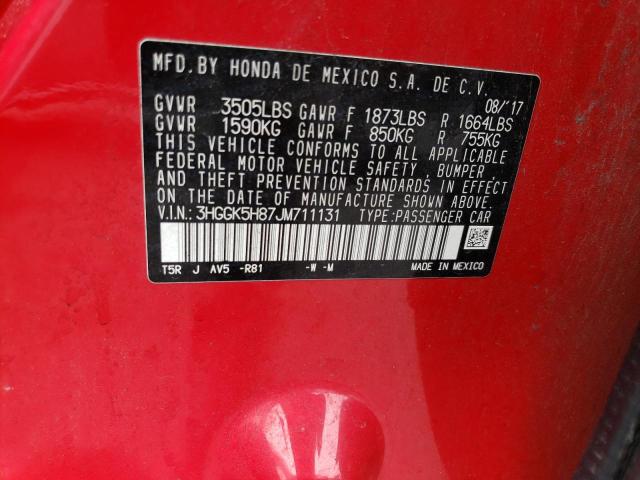 MFD. BY HONDA DE MEXICO S.A. DE C.V.
08/'17
GVWR 3505LBS GAWR F 1873LBS R 1664LBS
GVWR 1590KG GAWR F 850KG R 755KG
THIS VEHICLE CONFORMS TO ALL APPLICABLE
FEDERAL MOTOR VEHICLE SAFETY, BUMPER,
AND THEFT PREVENTION STANDARDS IN EFFECT
ON THE DATE OF MANUFACTURE SHOWN ABOVE.
V.I.N.: 3HGGK5H87JM711131 TYPE:PASSENGER CAR
T5R J AV5 -R81 -W -M MADE IN MEXICO